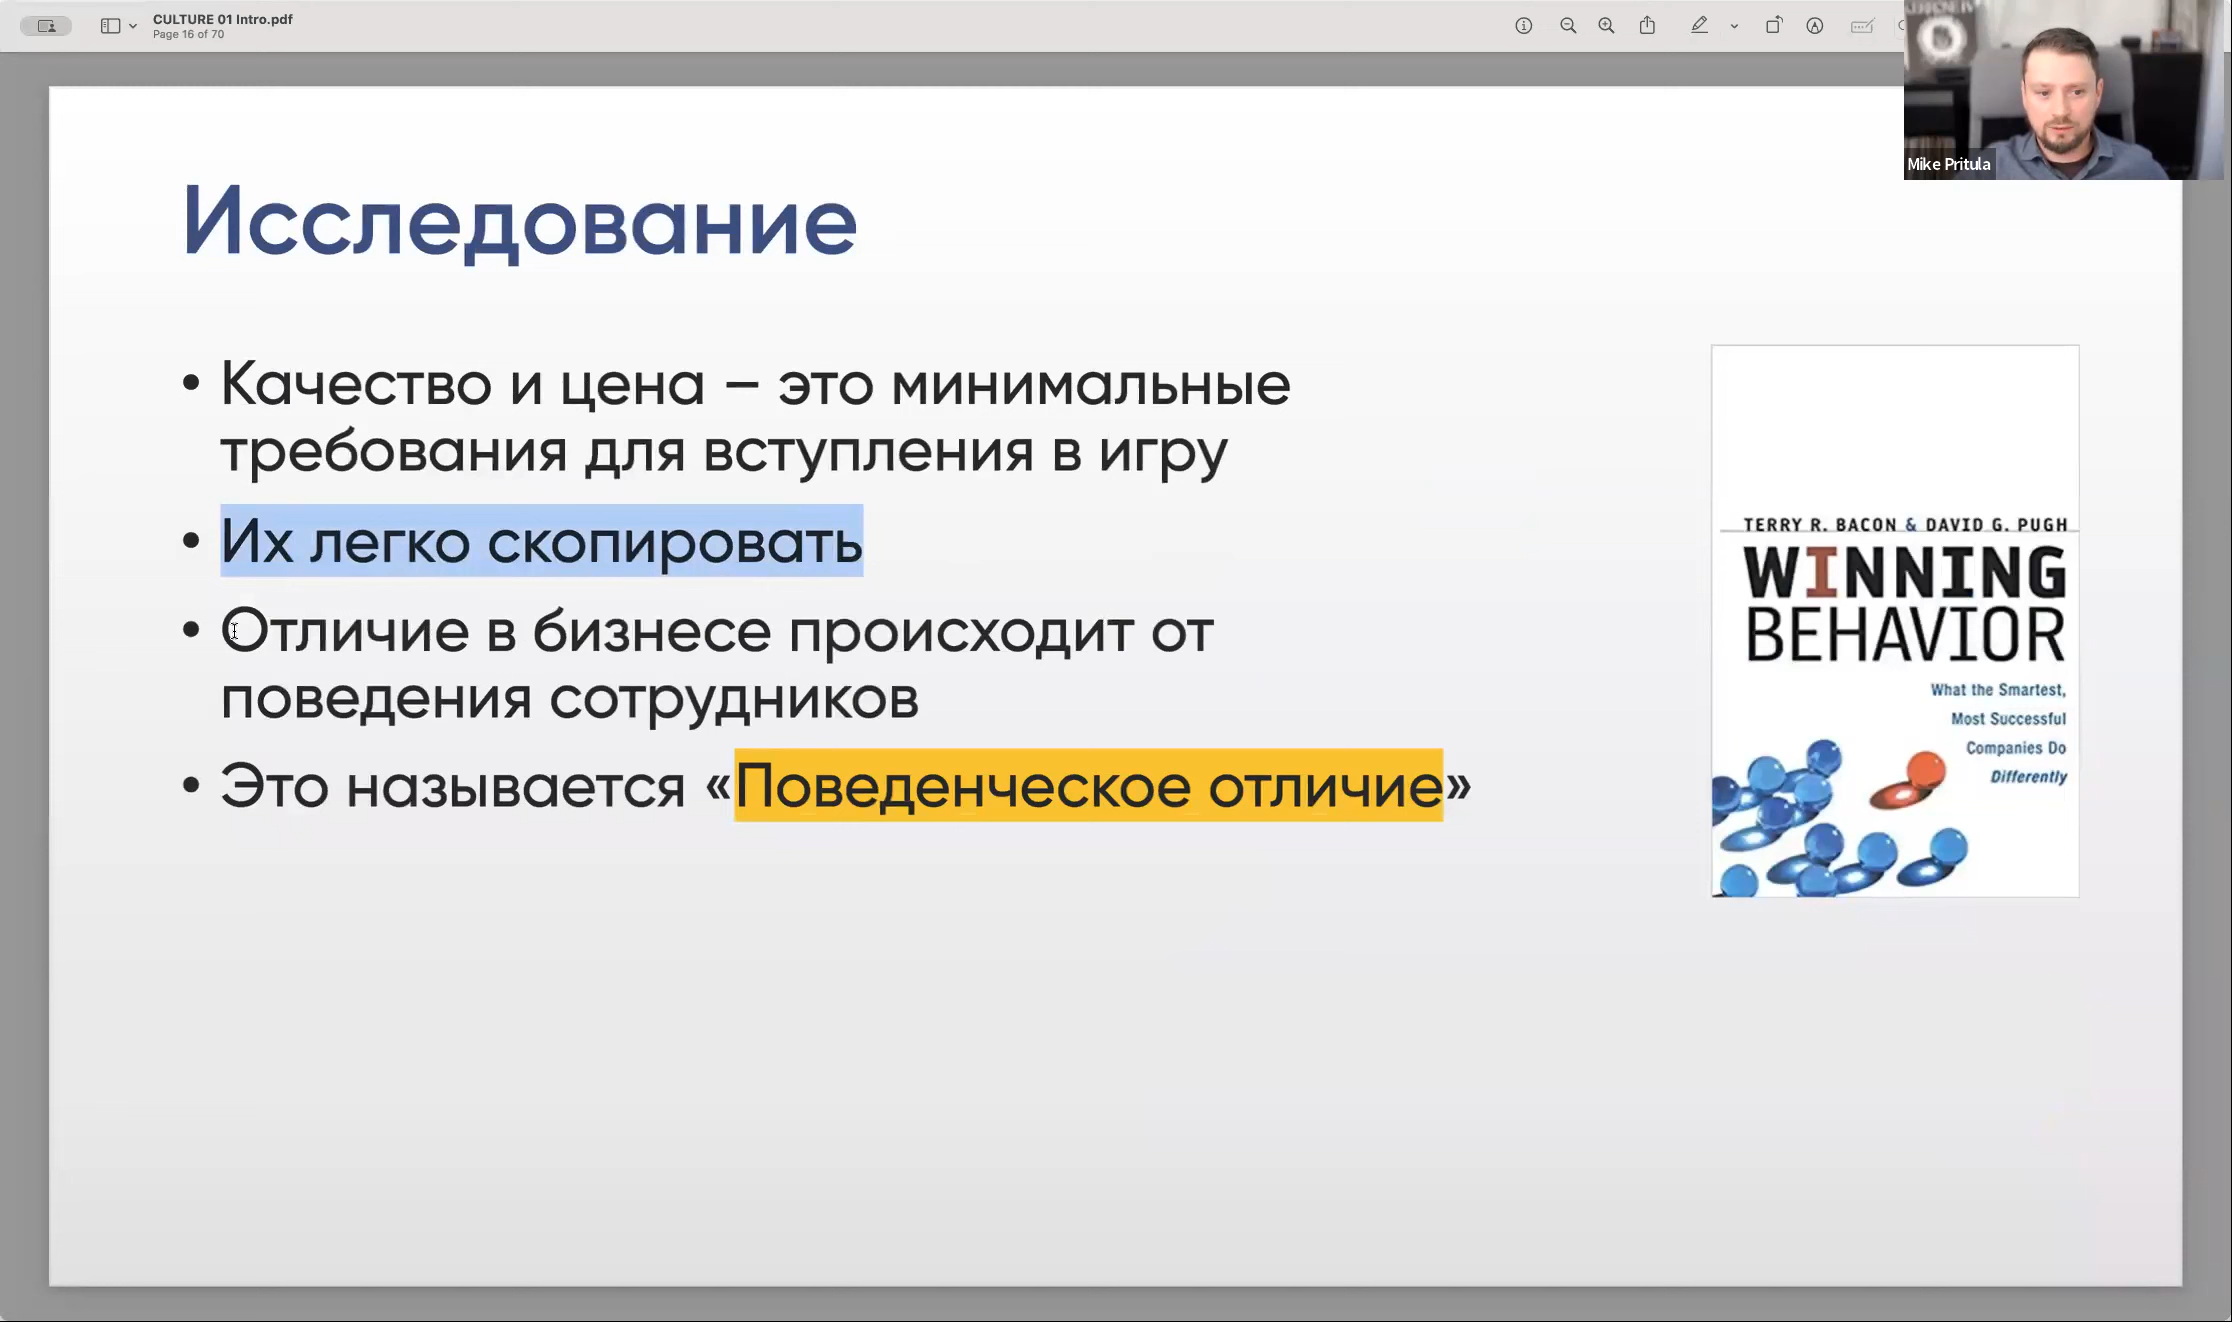 CULTURE 01 Intro.pdf
Page 16 of 70
Mike Pritula
Исследование
• Качество и цена – это минимальные
требования для вступления в игру
• Их легко скопировать
• Отличие в бизнесе происходит от
поведения сотрудников
• Это называется «Поведенческое отличие»
TERRY R. BACON & DAVID G. PUGH
WINNING
BEHAVIOR
What the Smartest,
Most Successful
Companies Do
Differently